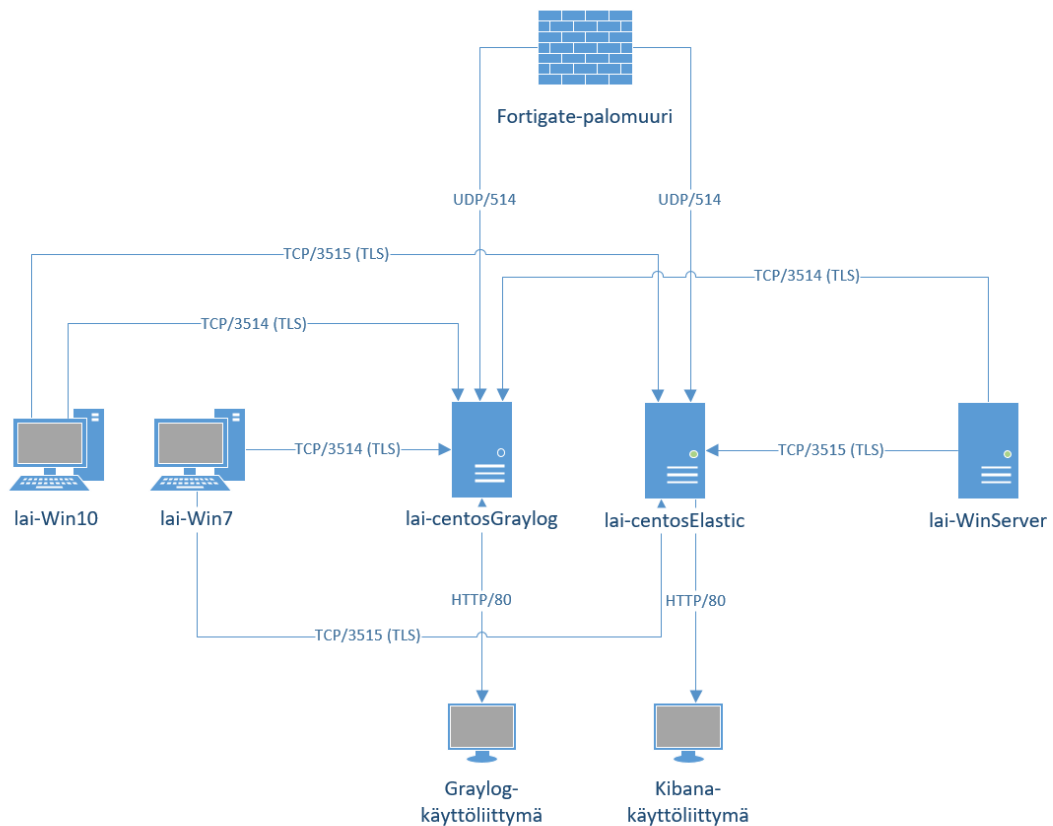 Fortigate-palomuuri
UDP/514
UDP/514
TCP/3515 (TLS)
TCP/3514 (TLS)
TCP/3514 (TLS)
TCP/3514 (TLS)
TCP/3515 (TLS)
lai-Win10
lai-Win7
lai-centosGraylog
lai-centosElastic
lai-WinServer
HTTP/80
HTTP/80
TCP/3515 (TLS)
Graylog-
käyttöliittymä
Kibana-
käyttöliittymä